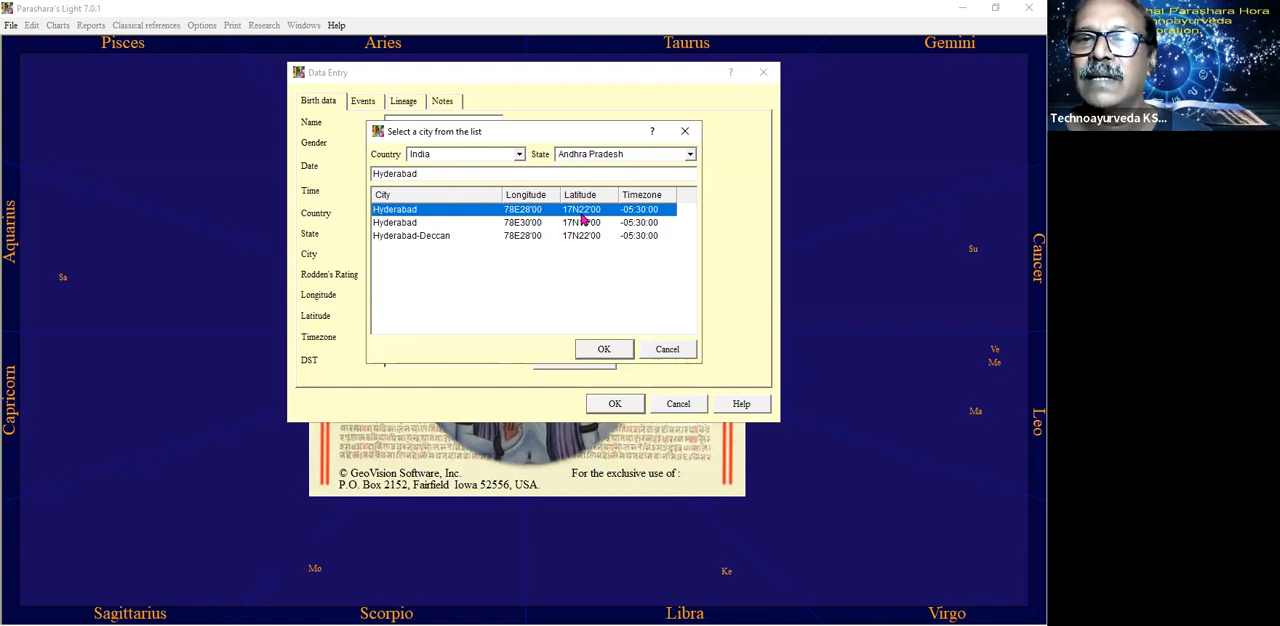 Parashara's Light 7.0.1
File Edit Charts Reports Classical references Options Print Research Windows Help
Pisces Aries Taurus Gemini
Data Entry
Birth data Events Lineage Notes
Name
Gender
Date
Time
Country
State
City
Rodden's Rating
Longitude
Latitude
Timezone
DST
OK Cancel Help
Select a city from the list
Country India State Andhra Pradesh
Hyderabad
City Longitude Latitude Timezone
Hyderabad 78E28'00 17N22'00 -05:30:00
Hyderabad 78E30'00 -05:30:00
Hyderabad-Deccan 78E28'00 17N22'00 -05:30:00
OK Cancel
Aquarius
Capricorn
Cancer
Leo
Sa
Su
Ve
Me
Ma
Mo
Ke
© GeoVision Software, Inc. For the exclusive use of :
P.O. Box 2152, Fairfield Iowa 52556, USA.
Sagittarius Scorpio Libra Virgo
Parashara Hora
Technoayurveda K S...